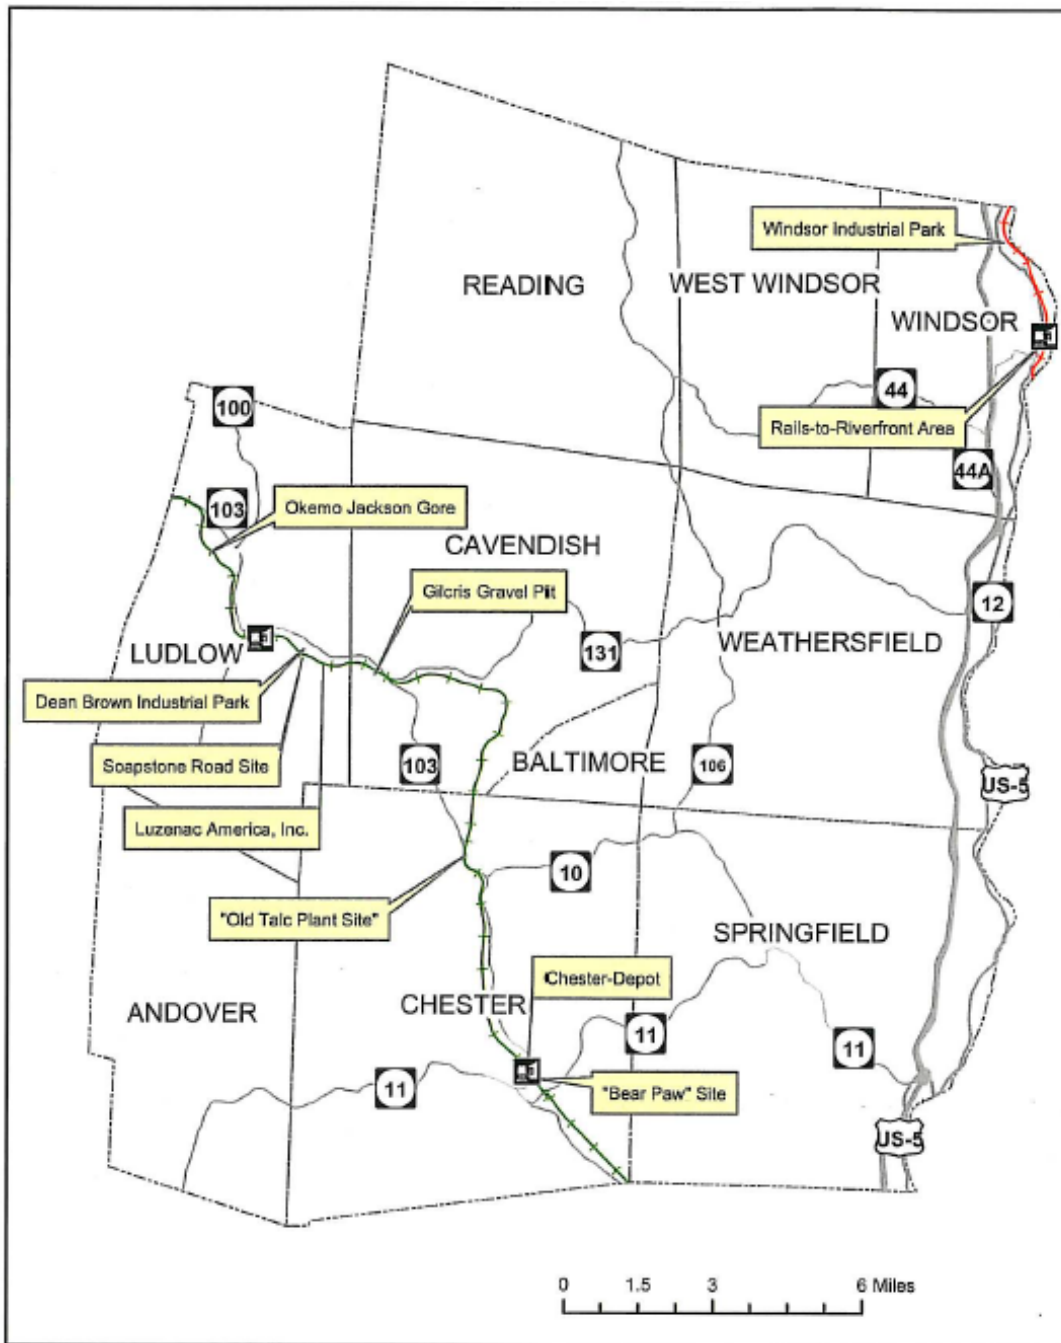 Windsor Industrial Park
READING
WEST WINDSOR
WINDSOR
100
44
Rails-to-Riverfront Area
44A
103
Okemo Jackson Gore
CAVENDISH
Gilcris Gravel Pit
12
131
WEATHERSFIELD
LUDLOW
Dean Brown Industrial Park
103
BALTIMORE
106
Soapstone Road Site
US-5
Luzenac America, Inc.
10
"Old Talc Plant Site"
SPRINGFIELD
Chester-Depot
ANDOVER
CHESTER
11
11
11
"Bear Paw" Site
US-5
0 1.5 3 6 Miles